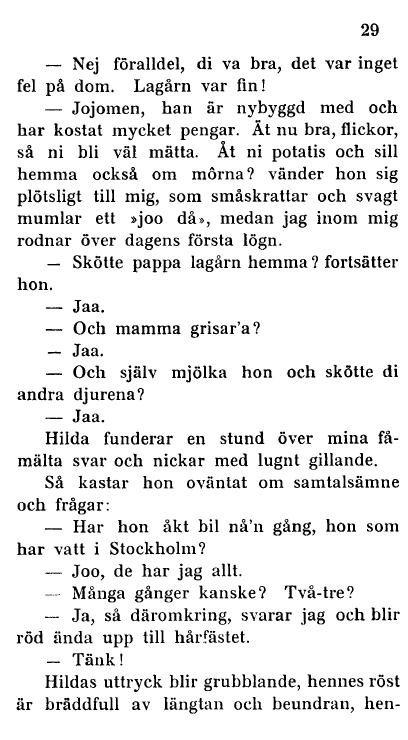 29
— Nej föralldel, di va bra, det var inget
fel på dom. Lagårn var fin!
— Jojomen, han är nybyggd med och
har kostat mycket pengar. Ät nu bra, flickor,
så ni bli väl mätta. Åt ni potatis och sill
hemma också om môrna? vänder hon sig
plötsligt till mig, som småskrattar och svagt
mumlar ett »joo då», medan jag inom mig
rodnar över dagens första lögn.
— Skötte pappa lagårn hemma? fortsätter
hon.
— Jaa.
— Och mamma grisar'a?
— Jaa.
— Och själv mjölka hon och skötte di
andra djurena?
— Jaa.
Hilda funderar en stund över mina få-
mälta svar och nickar med lugnt gillande.
Så kastar hon oväntat om samtalsämne
och frågar:
— Har hon åkt bil nå'n gång, hon som
har vatt i Stockholm?
— Joo, de har jag allt.
— Många gånger kanske? Två-tre?
— Ja, så däromkring, svarar jag och blir
röd ända upp till hårfästet.
— Tänk!
Hildas uttryck blir grubblande, hennes röst
är bräddfull av längtan och beundran, hen-